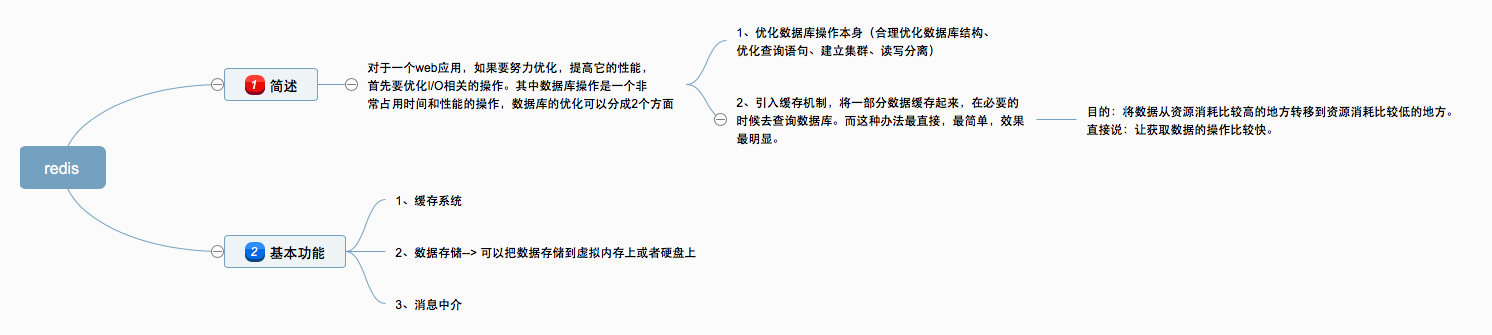 redis
1 简述
对于一个web应用，如果要努力优化，提高它的性能，
首先要优化I/O相关的操作。其中数据库操作是一个非
常占用时间和性能的操作，数据库的优化可以分成2个方面
1、优化数据库操作本身（合理优化数据库结构、
优化查询语句、建立集群、读写分离）
2、引入缓存机制，将一部分数据缓存起来，在必要的
时候去查询数据库。而这种办法最直接，最简单，效果
最明显。
目的：将数据从资源消耗比较高的地方转移到资源消耗比较低的地方。
直接说：让获取数据的操作比较快。
2 基本功能
1、缓存系统
2、数据存储--> 可以把数据存储到虚拟内存上或者硬盘上
3、消息中介